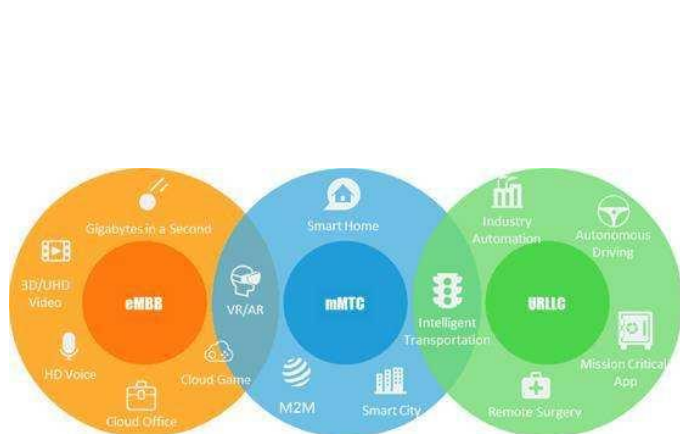 Gigabytes in a Second
3D/UHD
Video
eMBB
HD Voice
Cloud Office
Cloud Game
VR/AR
Smart Home
mMTC
M2M
Smart City
Intelligent
Transportation
Industry
Automation
Autonomous
Driving
URLLC
Mission Critical
App
Remote Surgery